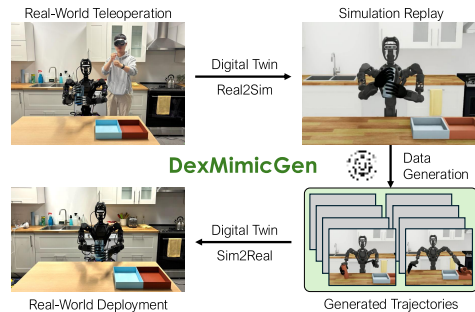 Real-World Teleoperation
Simulation Replay
Digital Twin
Real2Sim
DexMimicGen
Data
Generation
Digital Twin
Sim2Real
Real-World Deployment
Generated Trajectories